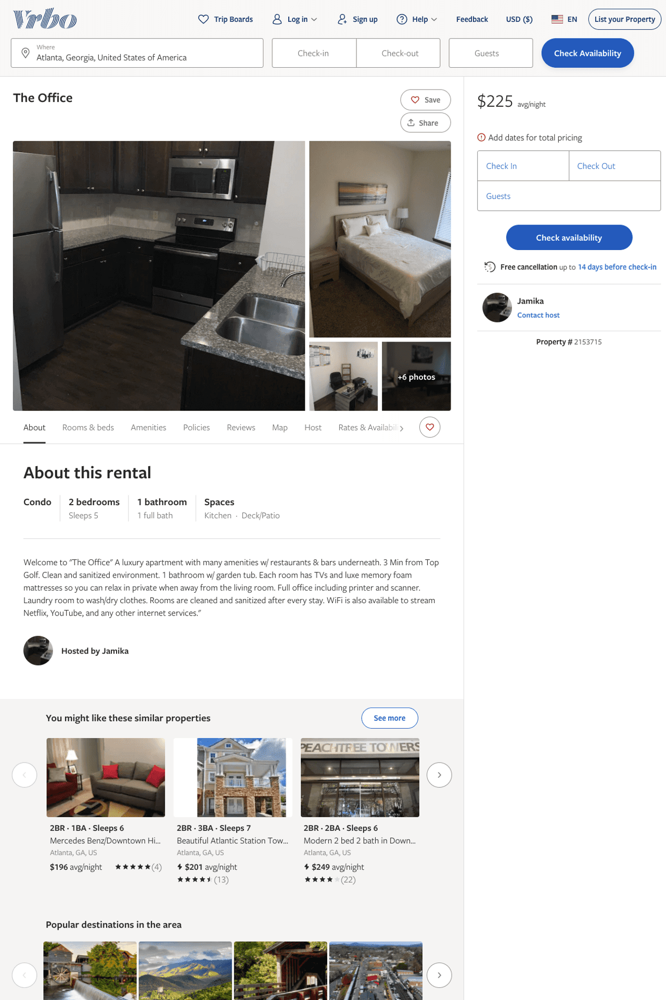 Vrbo
Trip Boards
Log in
Sign up
Help
Feedback
USD ($)
EN
List your Property
Where
Atlanta, Georgia, United States of America
Check-in
Check-out
Guests
Check Availability
The Office
Save
Share
+6 photos
$225 avg/night
Add dates for total pricing
Check In
Check Out
Guests
Check availability
Free cancellation up to 14 days before check-in
Jamika
Contact host
Property # 2153715
About
Rooms & beds
Amenities
Policies
Reviews
Map
Host
Rates & Availabili
About this rental
Condo
2 bedrooms
Sleeps 5
1 bathroom
1 full bath
Spaces
Kitchen · Deck/Patio
Welcome to "The Office" A luxury apartment with many amenities w/ restaurants & bars underneath. 3 Min from Top
Golf. Clean and sanitized environment. 1 bathroom w/ garden tub. Each room has TVs and luxe memory foam
mattresses so you can relax in private when away from the living room. Full office including printer and scanner.
Laundry room to wash/dry clothes. Rooms are cleaned and sanitized after every stay. WiFi is also available to stream
Netflix, YouTube, and any other internet services."
Hosted by Jamika
You might like these similar properties
See more
PEACHTREE TOWERS
2BR · 1BA · Sleeps 6
Mercedes Benz/Downtown Hi...
Atlanta, GA, US
$196 avg/night
(4)
2BR · 3BA · Sleeps 7
Beautiful Atlantic Station Tow...
Atlanta, GA, US
$201 avg/night
(13)
2BR · 2BA · Sleeps 6
Modern 2 bed 2 bath in Down...
Atlanta, GA, US
$249 avg/night
(22)
Popular destinations in the area